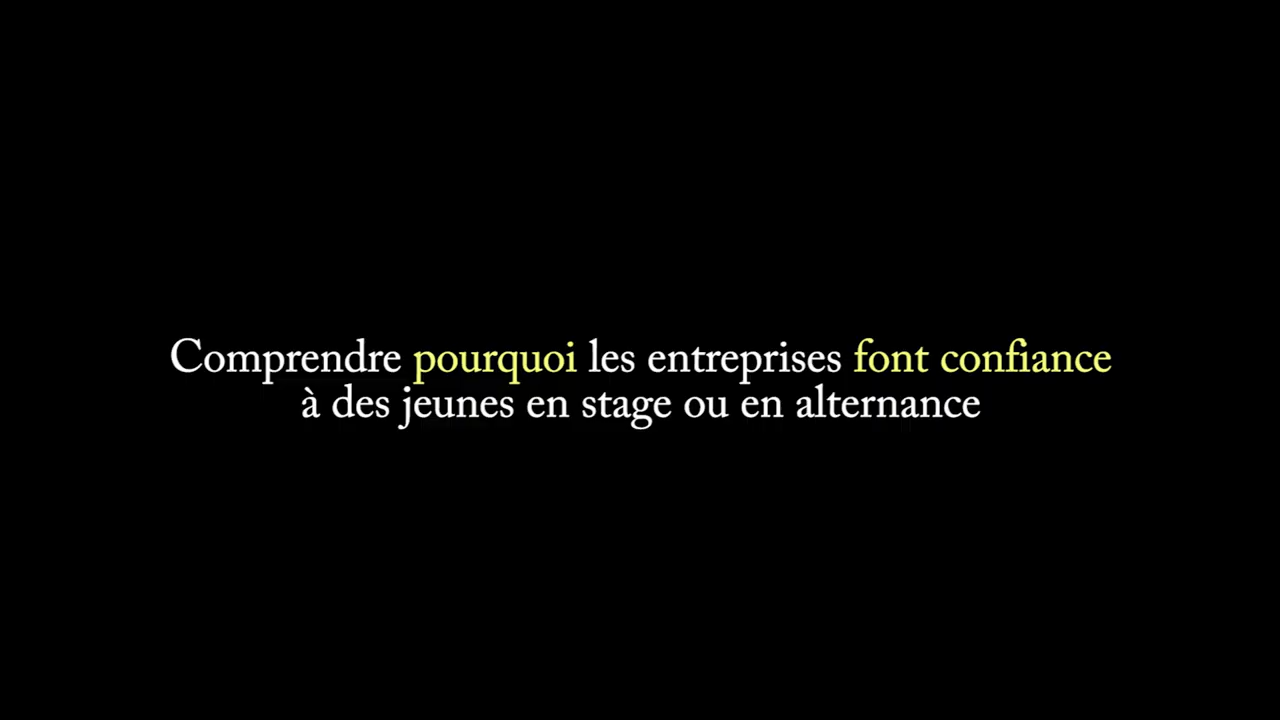 Comprendre pourquoi les entreprises font confiance
à des jeunes en stage ou en alternance